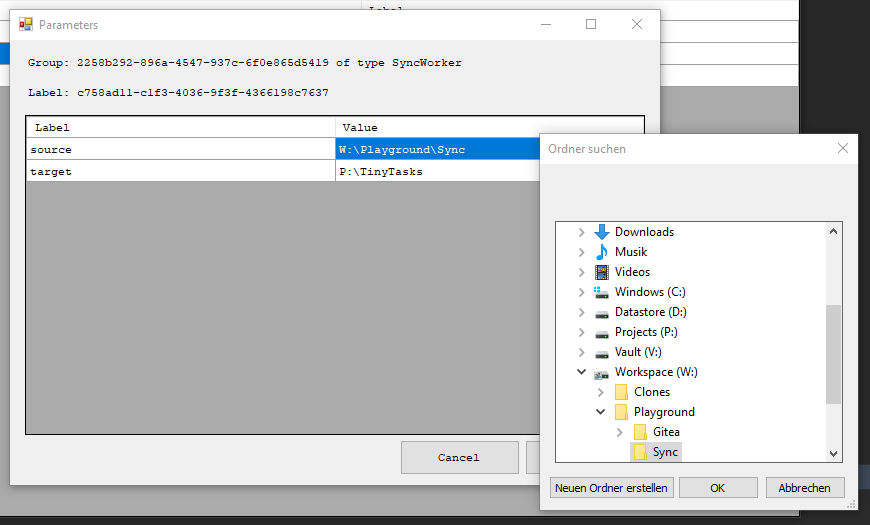 Label
Parameters
Group: 2258b292-896a-4547-937c-6f0e865d5419 of type SyncWorker
Label: c758ad11-c1f3-4036-9f3f-4366198c7637
Label Value
source W:\Playground\Sync
target P:\TinyTasks
Cancel
Ordner suchen
Downloads
Musik
Videos
Windows (C:)
Datastore (D:)
Projects (P:)
Vault (V:)
Workspace (W:)
Clones
Playground
Gitea
Sync
Neuen Ordner erstellen OK Abbrechen